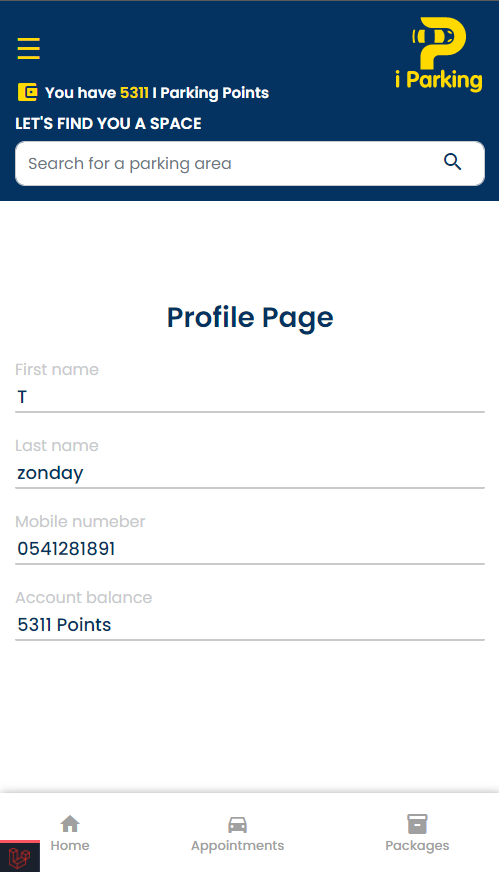 i Parking
You have 5311 I Parking Points
LET'S FIND YOU A SPACE
Search for a parking area
Profile Page
First name
T
Last name
zonday
Mobile numeber
0541281891
Account balance
5311 Points
Home
Appointments
Packages